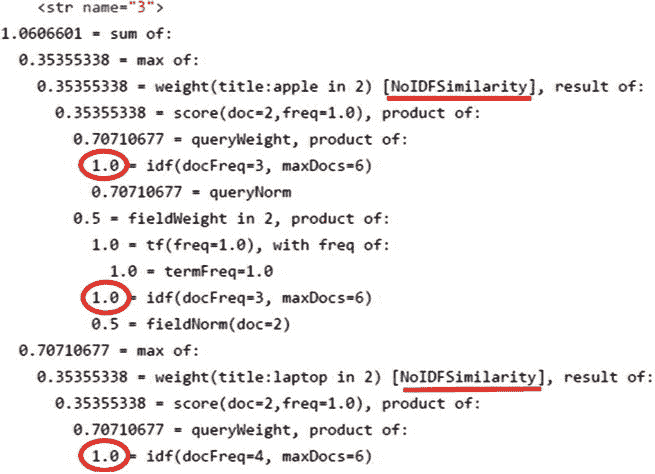 <str name="3">
1.0606601 = sum of:
0.35355338 = max of:
0.35355338 = weight(title:apple in 2) [NoIDFSimilarity], result of:
0.35355338 = score(doc=2,freq=1.0), product of:
0.70710677 = queryWeight, product of:
1.0 = idf(docFreq=3, maxDocs=6)
0.70710677 = queryNorm
0.5 = fieldWeight in 2, product of:
1.0 = tf(freq=1.0), with freq of:
1.0 = termFreq=1.0
1.0 = idf(docFreq=3, maxDocs=6)
0.5 = fieldNorm(doc=2)
0.70710677 = max of:
0.35355338 = weight(title:laptop in 2) [NoIDFSimilarity], result of:
0.35355338 = score(doc=2,freq=1.0), product of:
0.70710677 = queryWeight, product of:
1.0 = idf(docFreq=4, maxDocs=6)